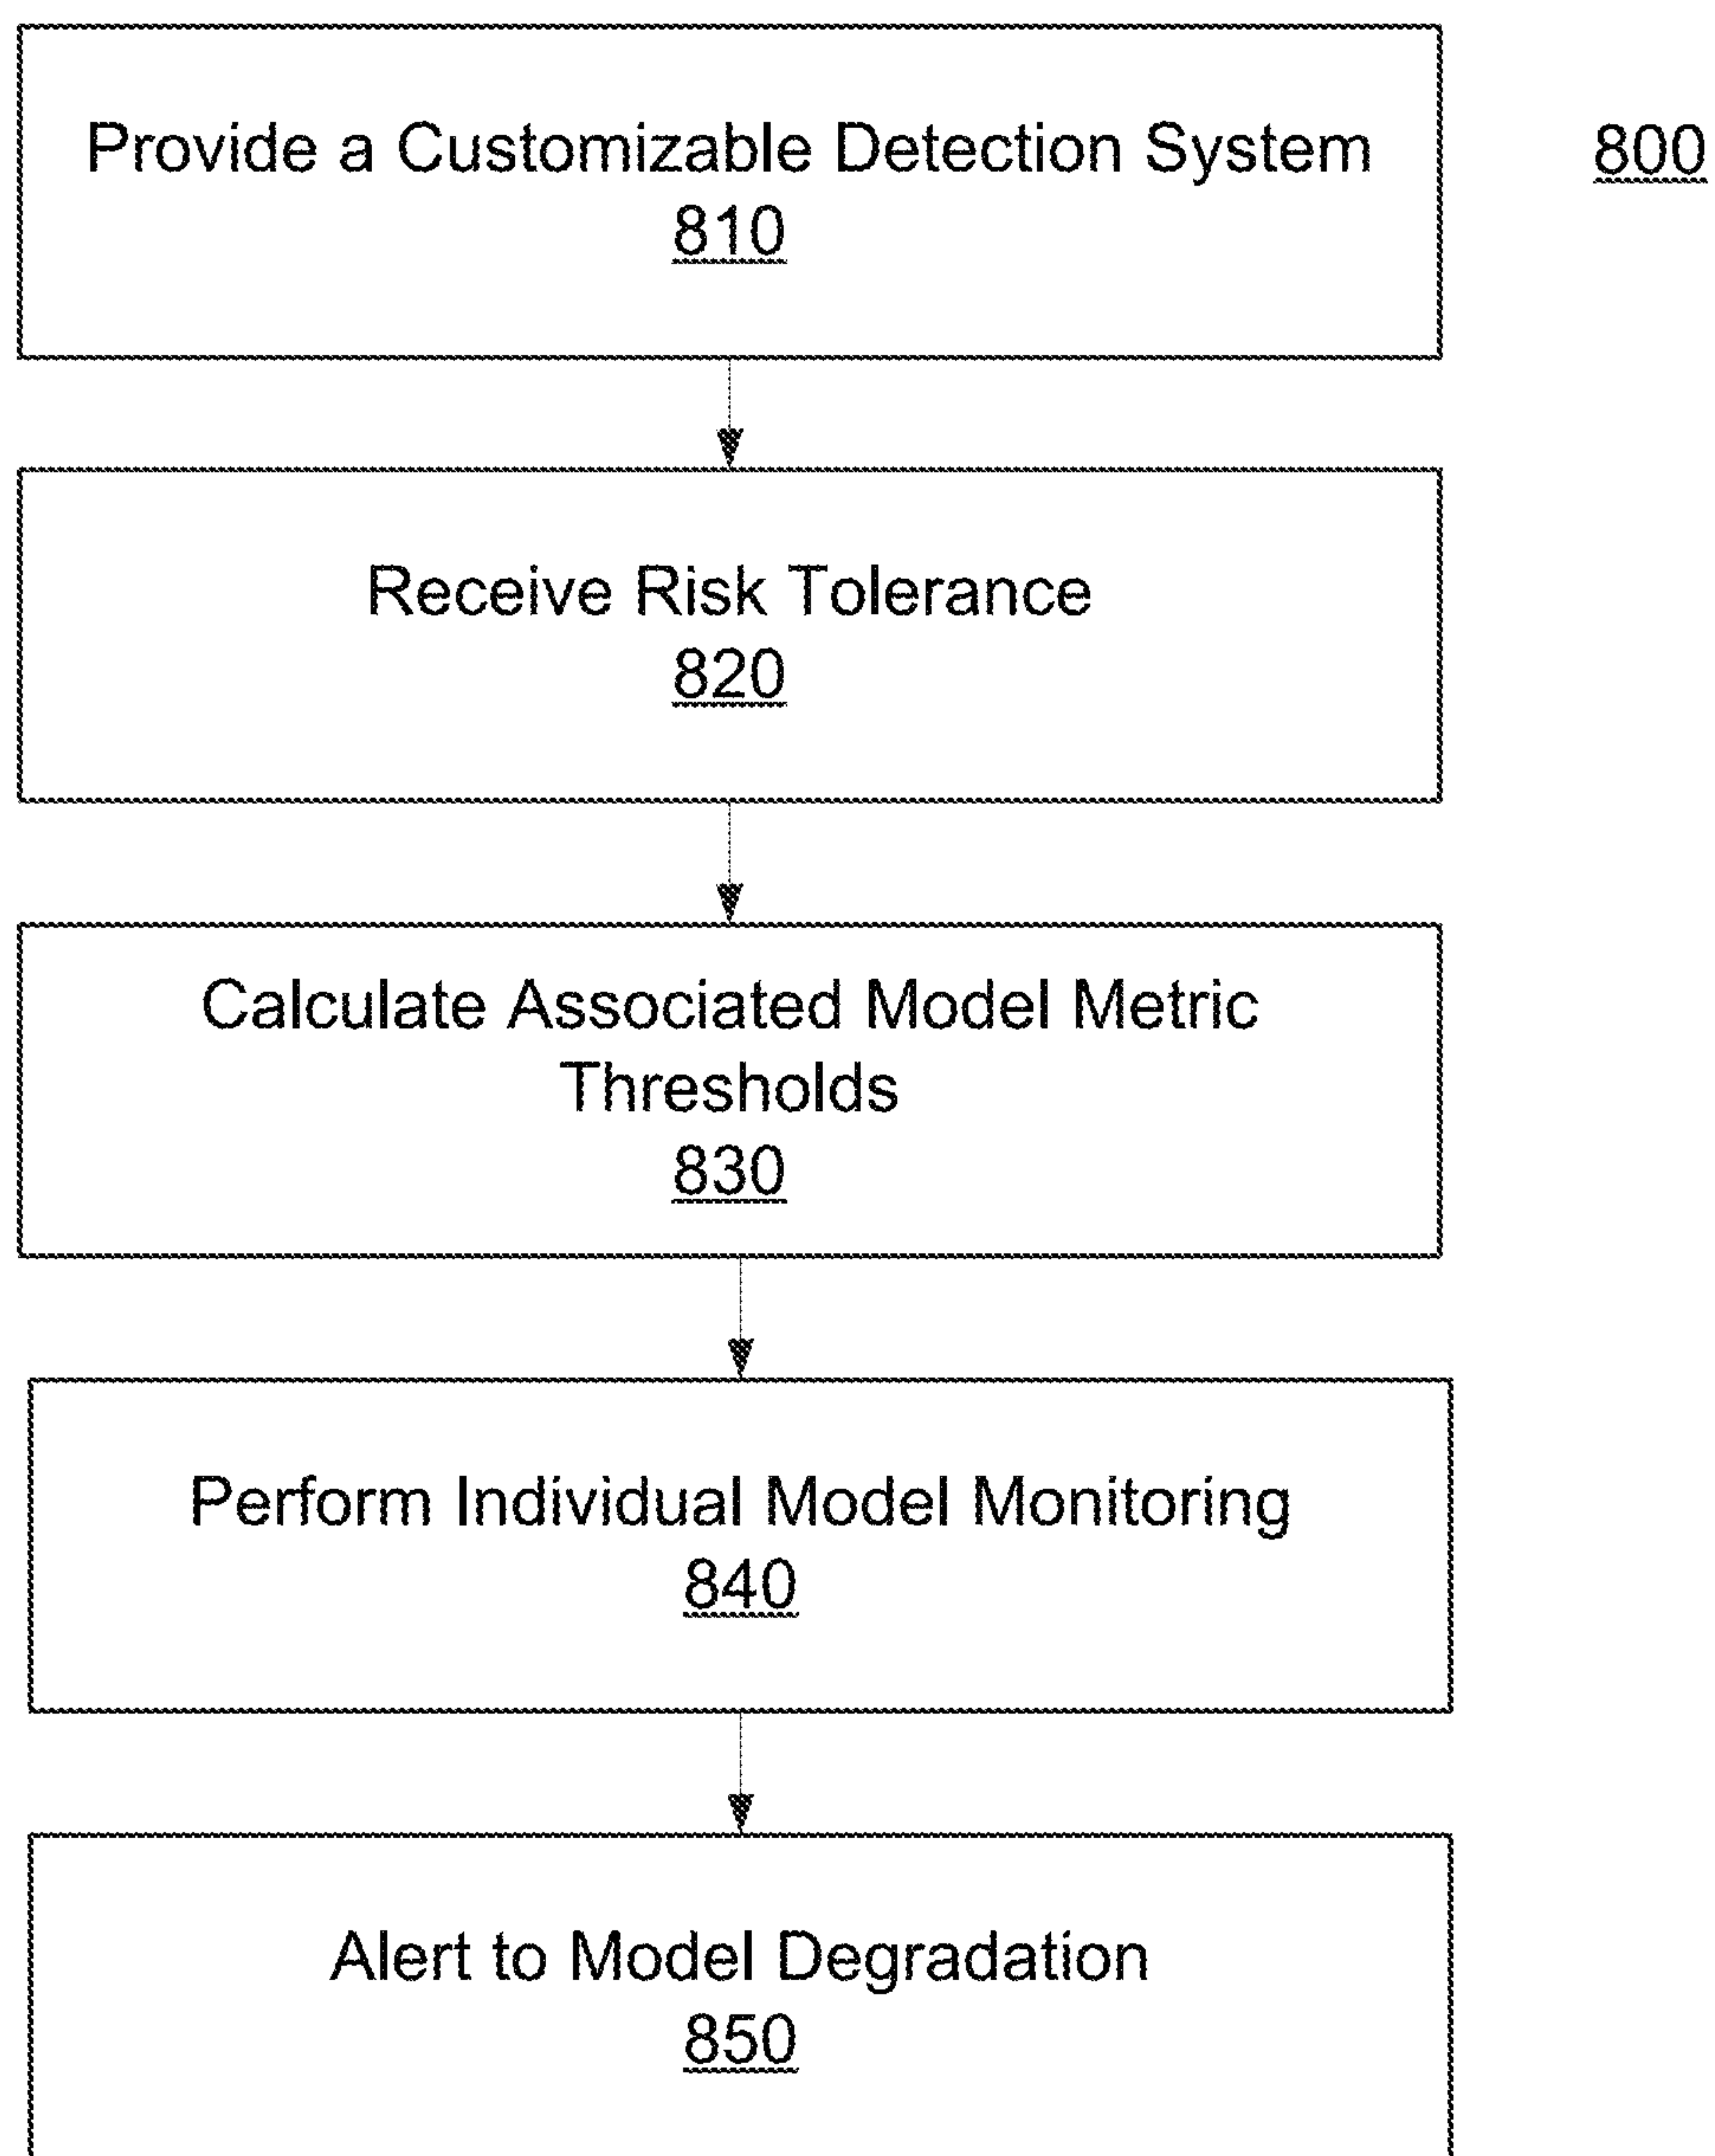 Provide a Customizable Detection System
810
800
Receive Risk Tolerance
820
Calculate Associated Model Metric
Thresholds
830
Perform Individual Model Monitoring
840
Alert to Model Degradation
850